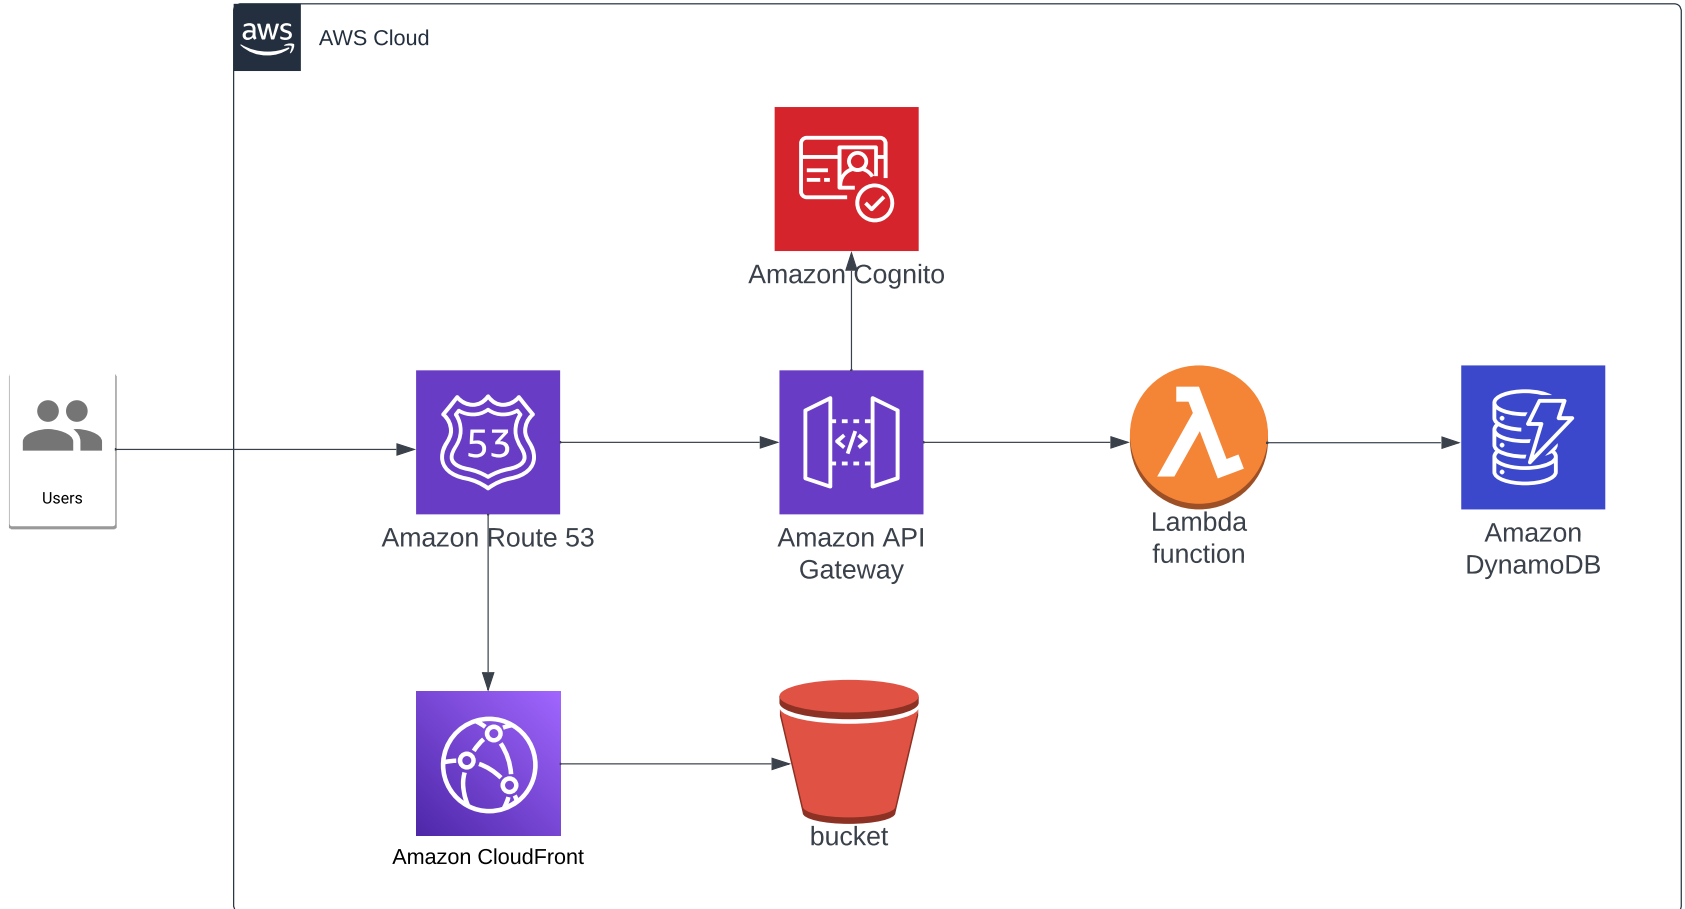 aws
AWS Cloud
Amazon Cognito
Users
53
Amazon Route 53
</>
Amazon API
Gateway
λ
Lambda
function
Amazon
DynamoDB
Amazon CloudFront
bucket